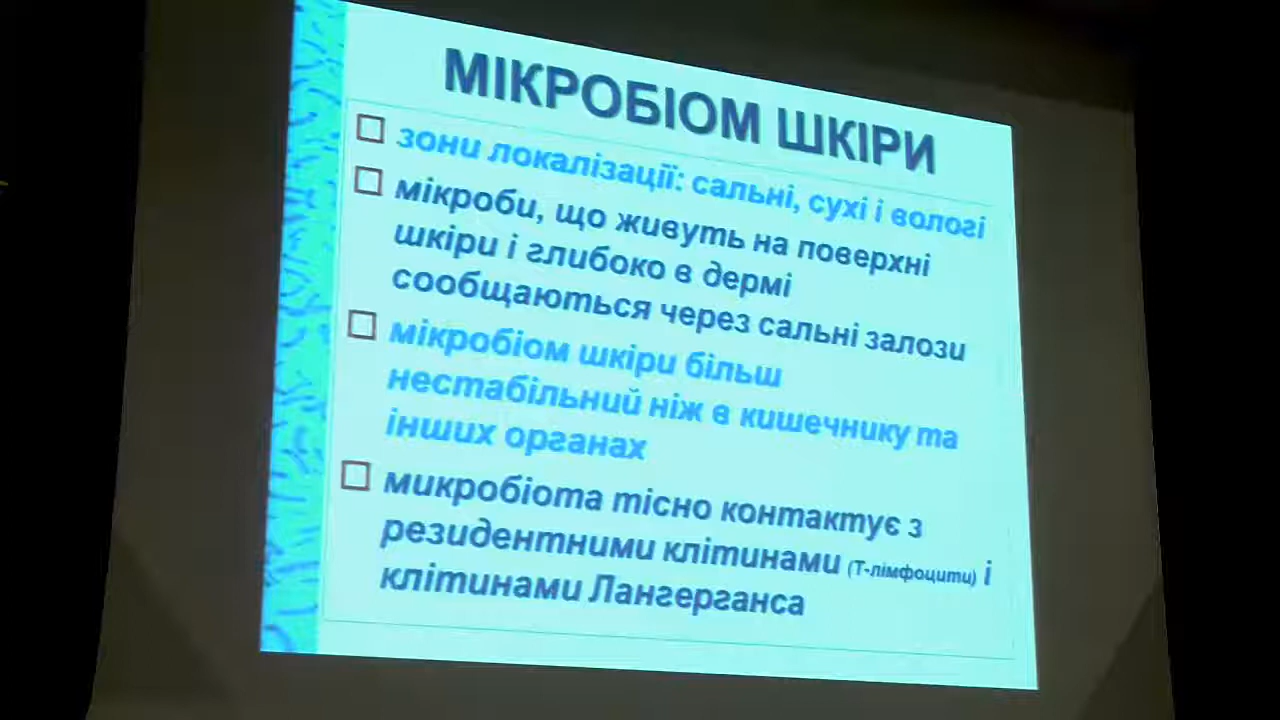 МІКРОБІОМ ШКІРИ
зони локалізації: сальні, сухі і вологі
мікроби, що живуть на поверхні
шкіри і глибоко в дермі
сообщаються через сальні залози
мікробіом шкіри більш
нестабільний ніж в кишечнику та
інших органах
микробіота тісно контактує з
резидентними клітинами (Т-лімфоцити) і
клітинами Лангерганса